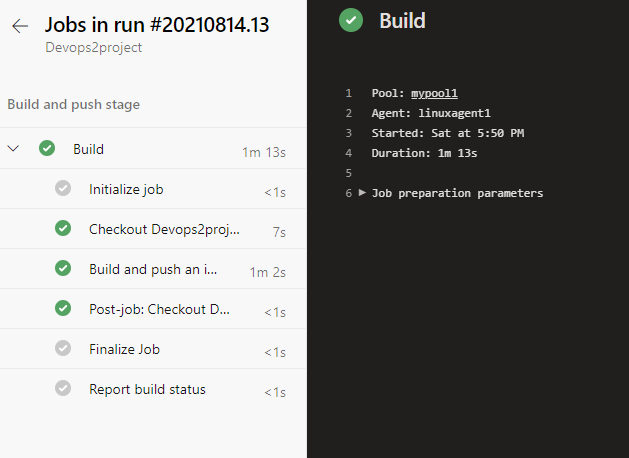 Jobs in run #20210814.13
Devops2project
Build and push stage
Build 1m 13s
Initialize job <1s
Checkout Devops2proj... 7s
Build and push an i... 1m 2s
Post-job: Checkout D... <1s
Finalize Job <1s
Report build status <1s
Build
1 Pool: mypool1
2 Agent: linuxagent1
3 Started: Sat at 5:50 PM
4 Duration: 1m 13s
5
6 Job preparation parameters